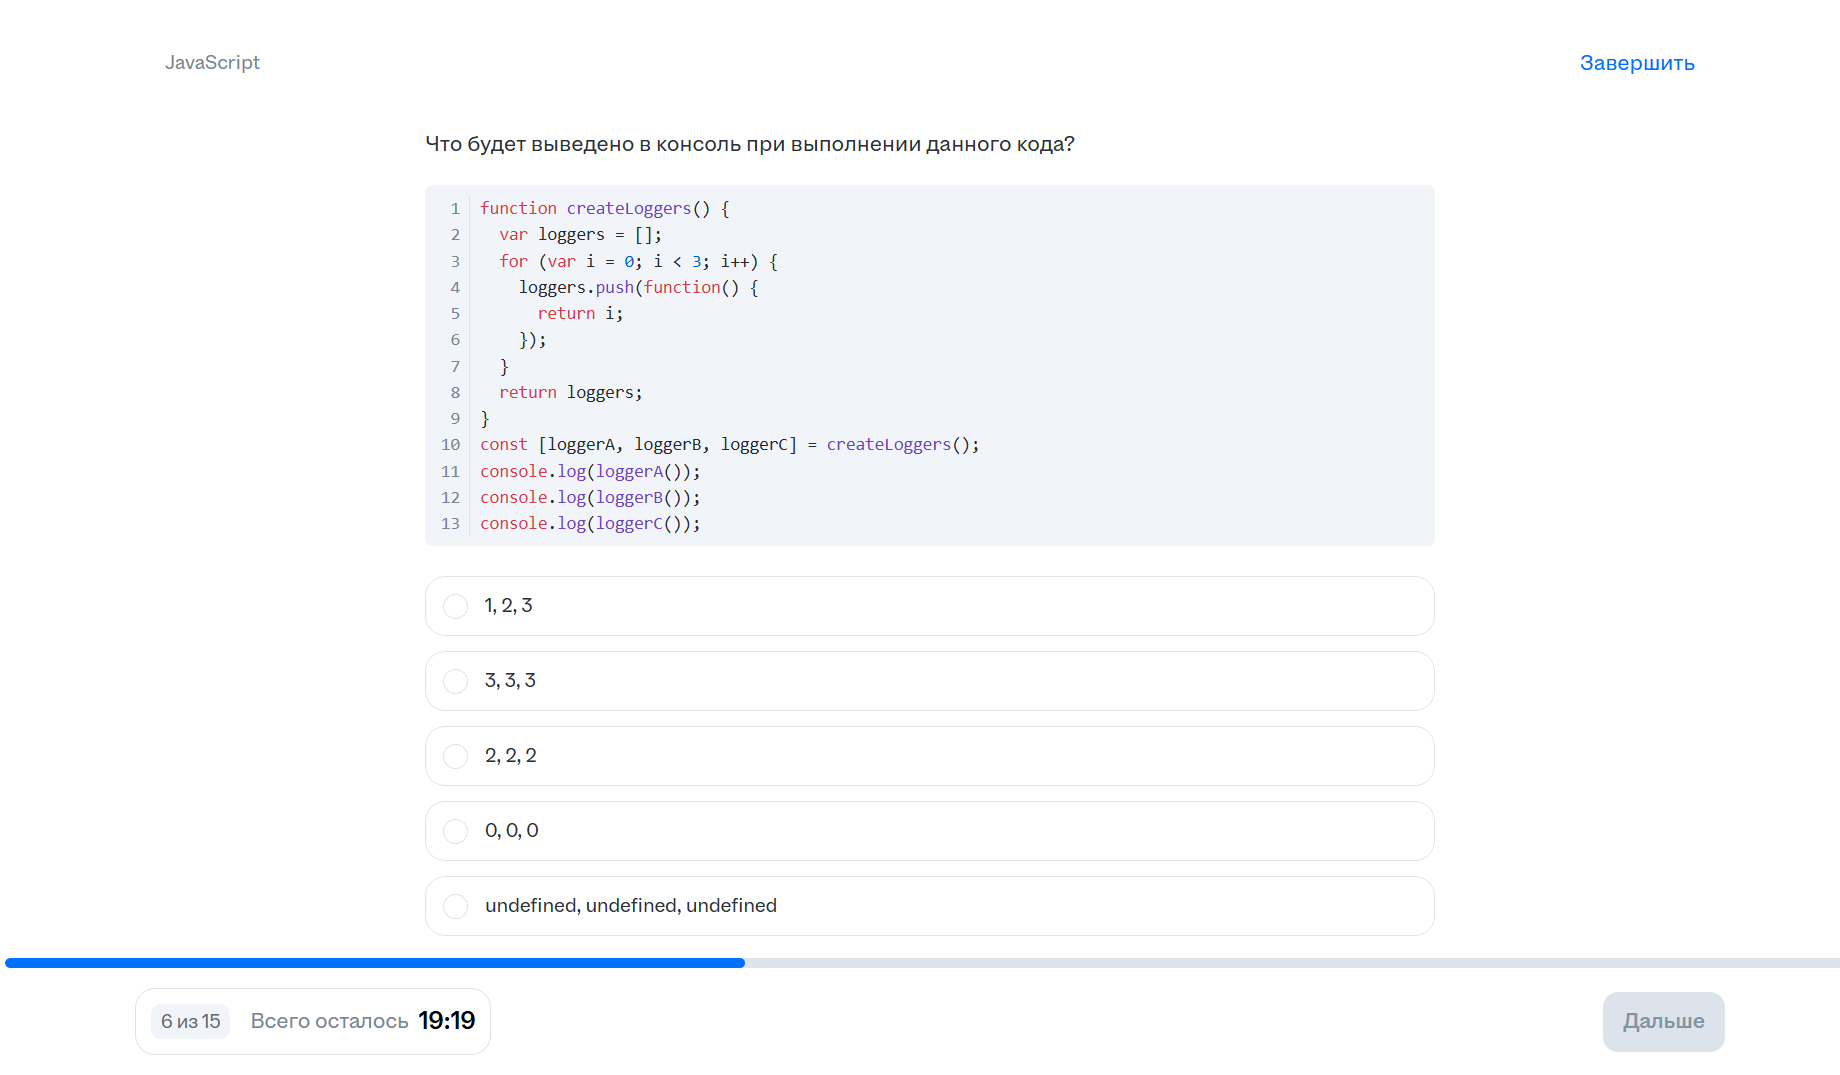 JavaScript
Завершить
Что будет выведено в консоль при выполнении данного кода?
1 function createLoggers() {
2   var loggers = [];
3   for (var i = 0; i < 3; i++) {
4     loggers.push(function() {
5       return i;
6     });
7   }
8   return loggers;
9 }
10 const [loggerA, loggerB, loggerC] = createLoggers();
11 console.log(loggerA());
12 console.log(loggerB());
13 console.log(loggerC());
1, 2, 3
3, 3, 3
2, 2, 2
0, 0, 0
undefined, undefined, undefined
6 из 15 Всего осталось 19:19
Дальше